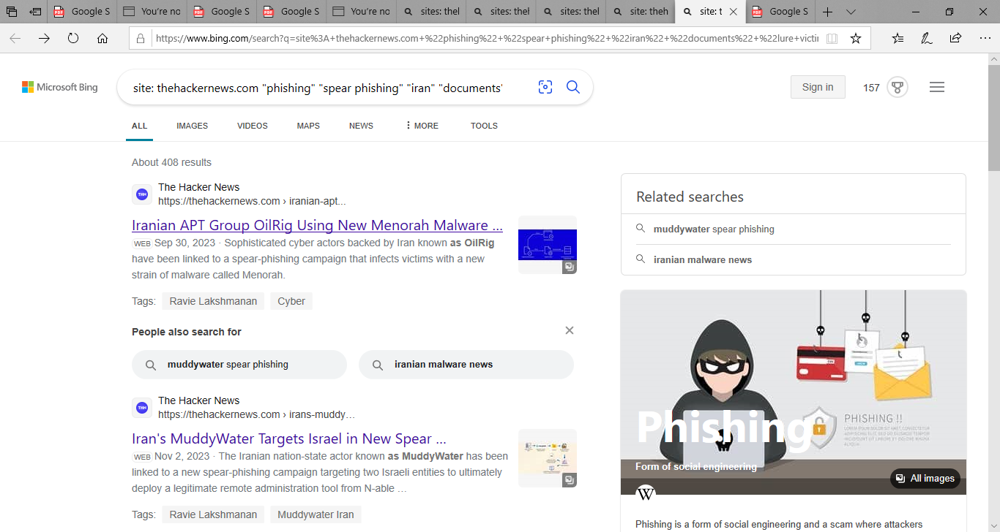 Google S
You're no
Google S
Google S
You're no
sites: thel
sites: thel
sites: thel
site: theh
site: t
Google S
https://www.bing.com/search?q=site%3A+thehackernews.com+%22phishing%22+%22spear+phishing%22+%22iran%22+%22documents%22+%22lure+victi
Microsoft Bing
site: thehackernews.com "phishing" "spear phishing" "iran" "documents'
Sign in
157
ALL
IMAGES
VIDEOS
MAPS
NEWS
MORE
TOOLS
About 408 results
The Hacker News
https://thehackernews.com › iranian-apt...
Iranian APT Group OilRig Using New Menorah Malware ...
WEB Sep 30, 2023 · Sophisticated cyber actors backed by Iran known as OilRig
have been linked to a spear-phishing campaign that infects victims with a new
strain of malware called Menorah.
Tags: Ravie Lakshmanan Cyber
People also search for
muddywater spear phishing
iranian malware news
The Hacker News
https://thehackernews.com › irans-muddy…
Iran's MuddyWater Targets Israel in New Spear ...
WEB Nov 2, 2023 · The Iranian nation-state actor known as MuddyWater has been
linked to a new spear-phishing campaign targeting two Israeli entities to ultimately
deploy a legitimate remote administration tool from N-able …
Tags: Ravie Lakshmanan Muddywater Iran
Related searches
muddywater spear phishing
iranian malware news
PHISHING !!
Phishing
Form of social engineering
All images
W
Phishing is a form of social engineering and a scam where attackers